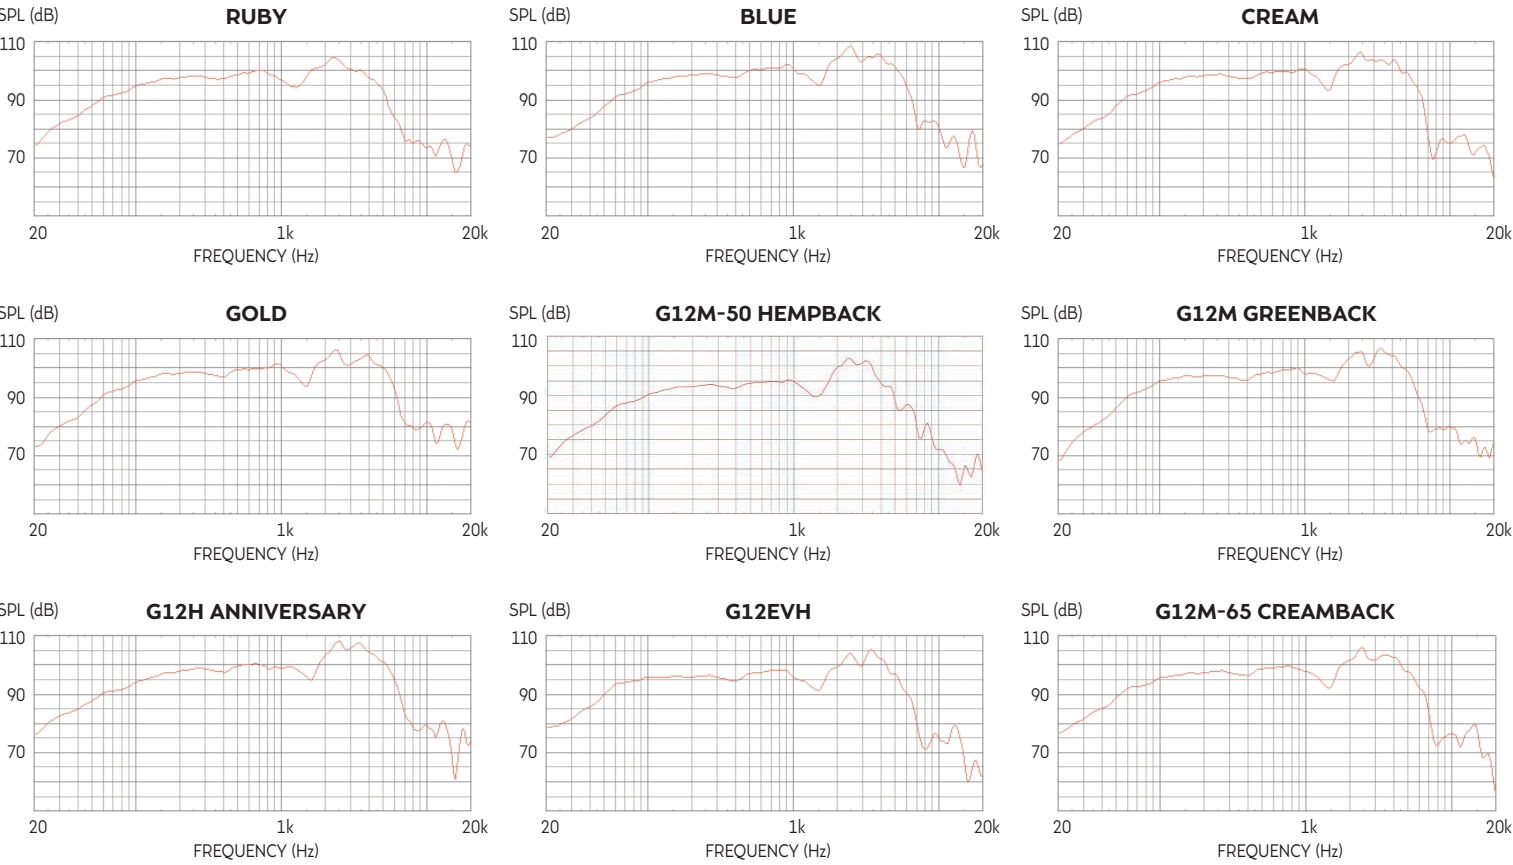 SPL (dB) RUBY
110
90
70
20 1k 20k
FREQUENCY (Hz)
SPL (dB) BLUE
110
90
70
20 1k 20k
FREQUENCY (Hz)
SPL (dB) CREAM
110
90
70
20 1k 20k
FREQUENCY (Hz)
SPL (dB) GOLD
110
90
70
20 1k 20k
FREQUENCY (Hz)
SPL (dB) G12M-50 HEMPBACK
110
90
70
20 1k 20k
FREQUENCY (Hz)
SPL (dB) G12M GREENBACK
110
90
70
20 1k 20k
FREQUENCY (Hz)
SPL (dB) G12H ANNIVERSARY
110
90
70
20 1k 20k
FREQUENCY (Hz)
SPL (dB) G12EVH
110
90
70
20 1k 20k
FREQUENCY (Hz)
SPL (dB) G12M-65 CREAMBACK
110
90
70
20 1k 20k
FREQUENCY (Hz)